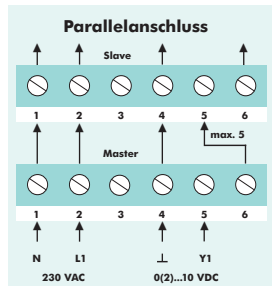 Parallelanschluss
Slave
1 2 3 4 5 6
max. 5
Master
1 2 3 4 5 6
N L1 ⊥ Y1
230 VAC 0(2)...10 VDC